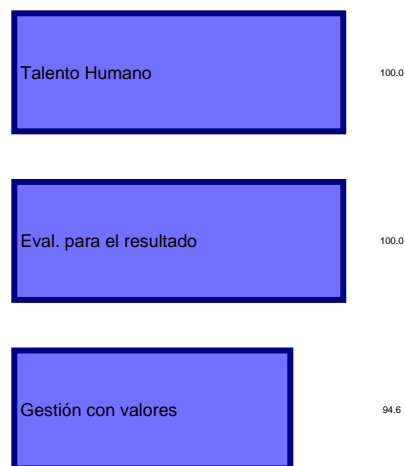 Talento Humano 100.0
Eval. para el resultado 100.0
Gestión con valores 94.6